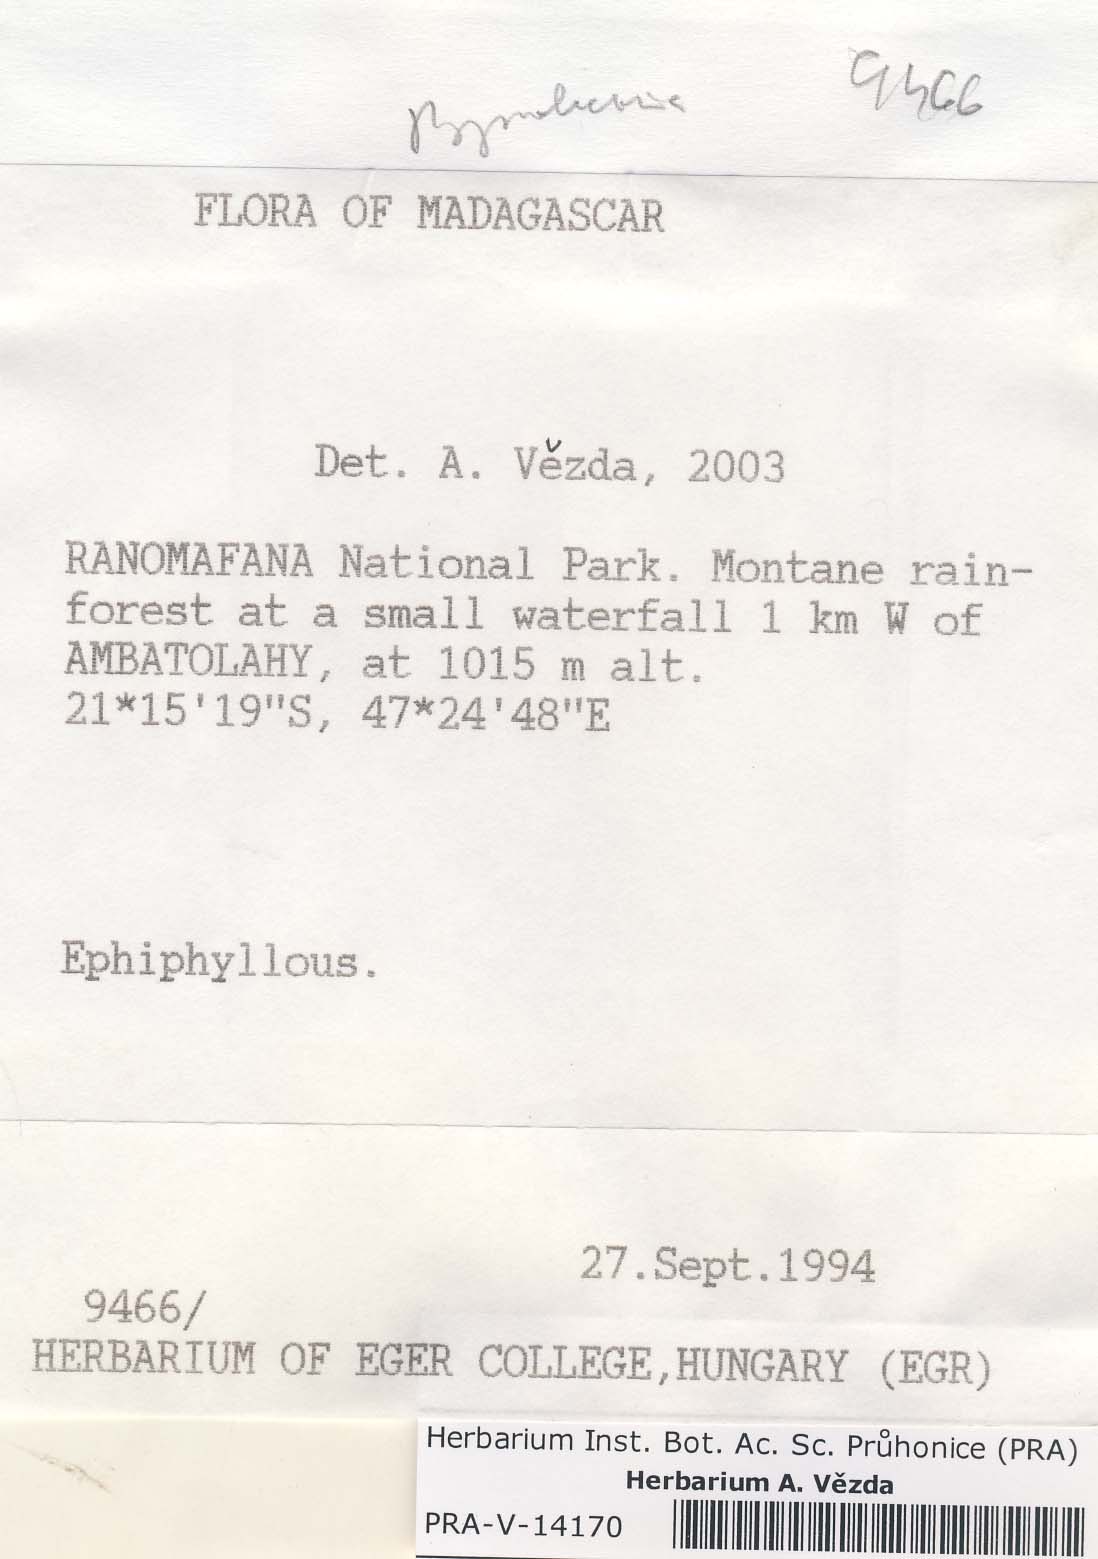 9466
FLORA OF MADAGASCAR
Det. A. Vězda, 2003
RANOMAFANA National Park. Montane rain-
forest at a small waterfall 1 km W of
AMBATOLAHY, at 1015 m alt.
21*15'19"S, 47*24'48"E
Ephiphyllous.
27.Sept.1994
9466/
HERBARIUM OF EGER COLLEGE,HUNGARY (EGR)
Herbarium Inst. Bot. Ac. Sc. Průhonice (PRA)
Herbarium A. Vězda
PRA-V-14170